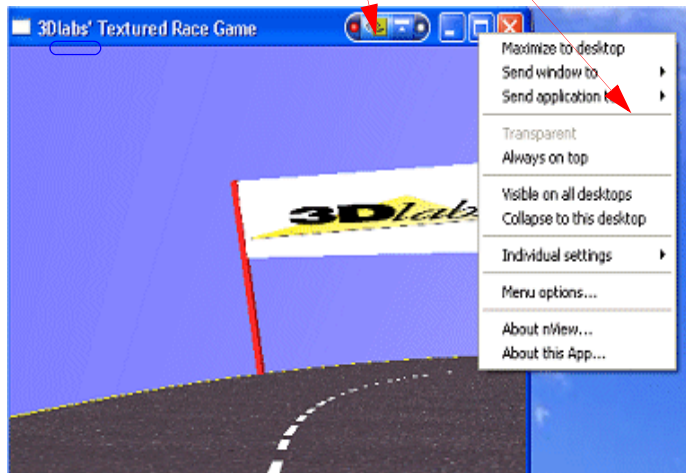 3Dlabs' Textured Race Game
Maximize to desktop
Send window to
Send application
Transparent
Always on top
3Dlab
Visible on all desktops
Collapse to this desktop
Individual settings
Menu options...
About nView...
About this App...